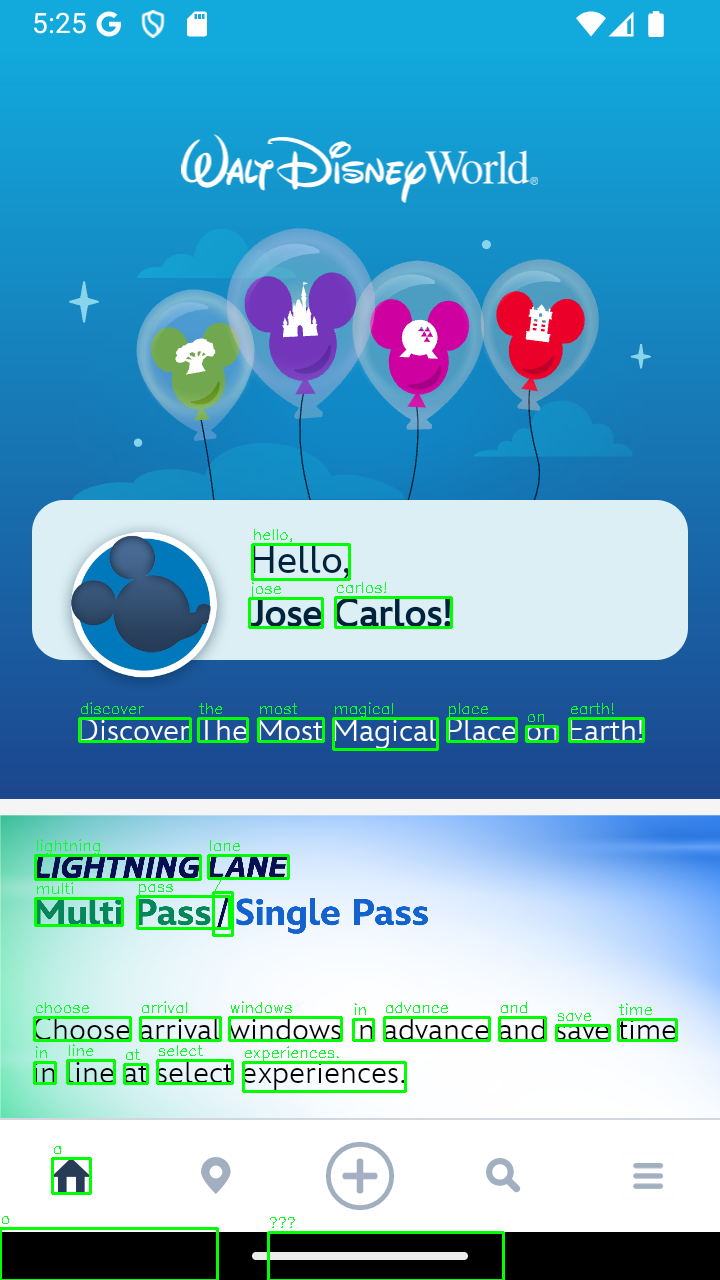 5:25
WALT DISNEY World®
hello,
Hello,
jose carlos!
Jose Carlos!
discover the most magical place on earth!
Discover The Most Magical Place on Earth!
lightning lane
LIGHTNING LANE
multi pass /
Multi Pass / Single Pass
choose arrival windows in advance and save time
Choose arrival windows in advance and save time
in line at select experiences.
in line at select experiences.
a
a ???